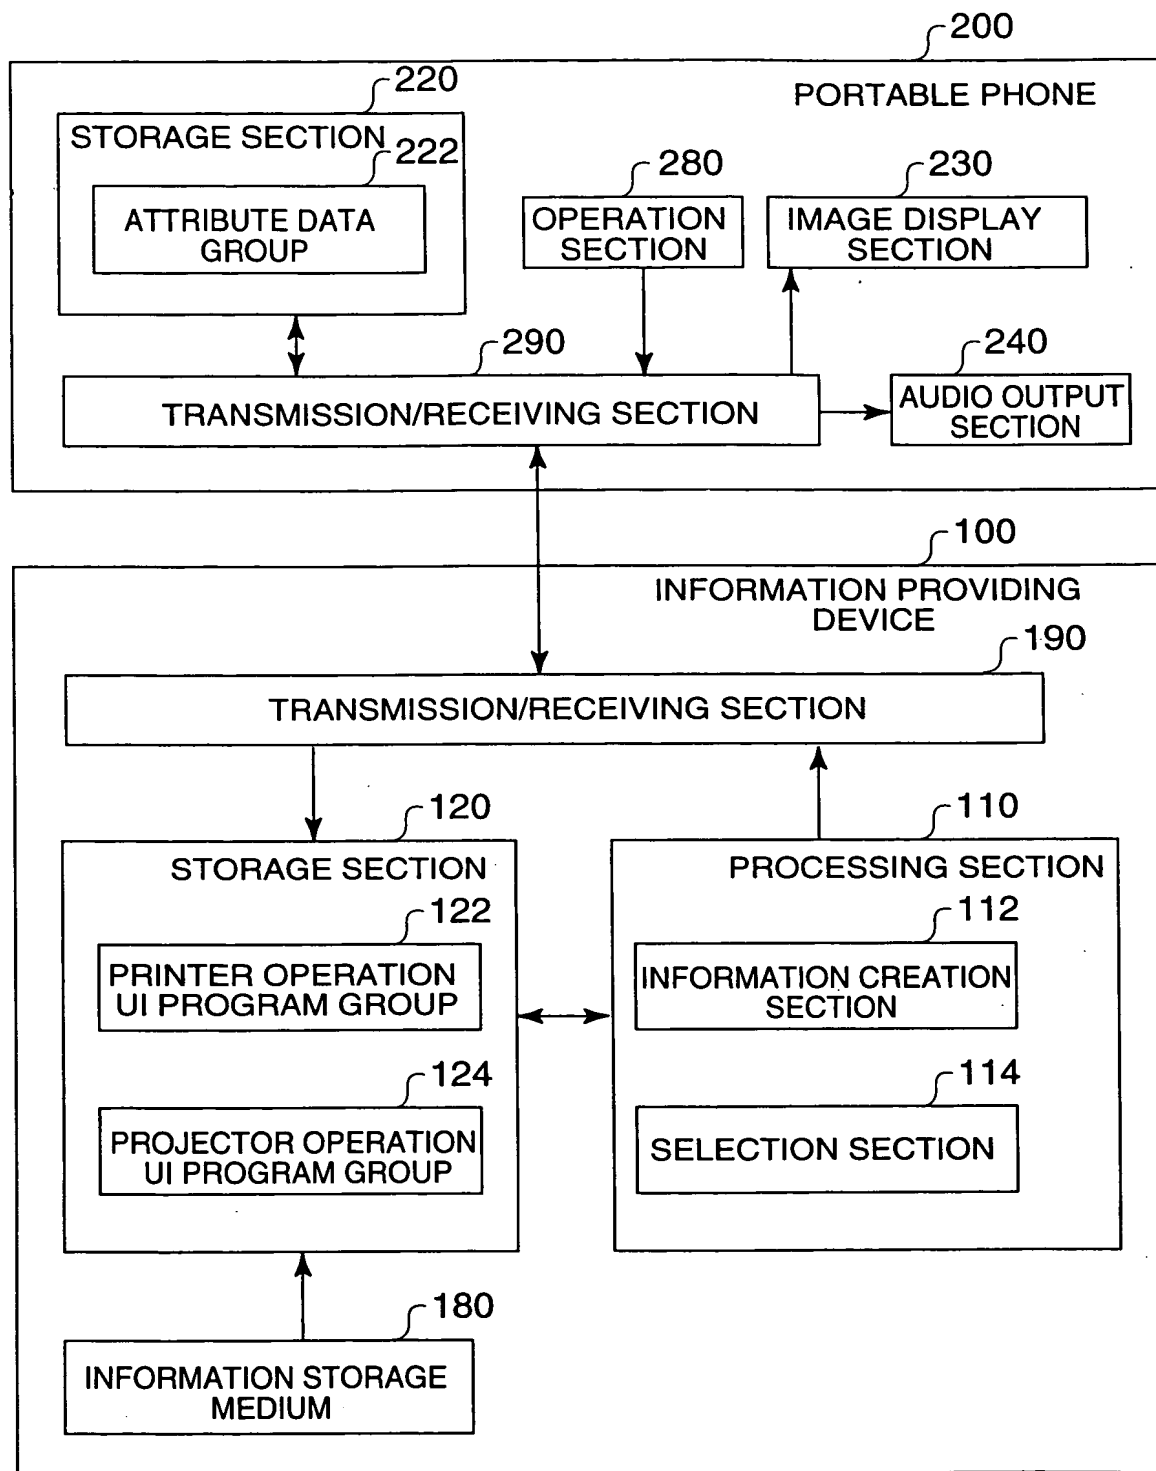 200
PORTABLE PHONE
220
STORAGE SECTION
222
ATTRIBUTE DATA
GROUP
280
OPERATION
SECTION
230
IMAGE DISPLAY
SECTION
290
TRANSMISSION/RECEIVING SECTION
240
AUDIO OUTPUT
SECTION
100
INFORMATION PROVIDING
DEVICE
190
TRANSMISSION/RECEIVING SECTION
120
STORAGE SECTION
122
PRINTER OPERATION
UI PROGRAM GROUP
124
PROJECTOR OPERATION
UI PROGRAM GROUP
110
PROCESSING SECTION
112
INFORMATION CREATION
SECTION
114
SELECTION SECTION
180
INFORMATION STORAGE
MEDIUM